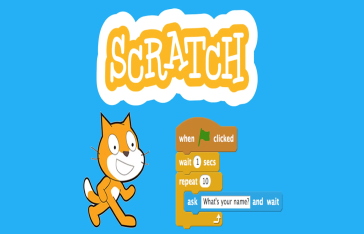 SCRATCH
when clicked
wait 1 secs
repeat 10
ask What's your name? and wait